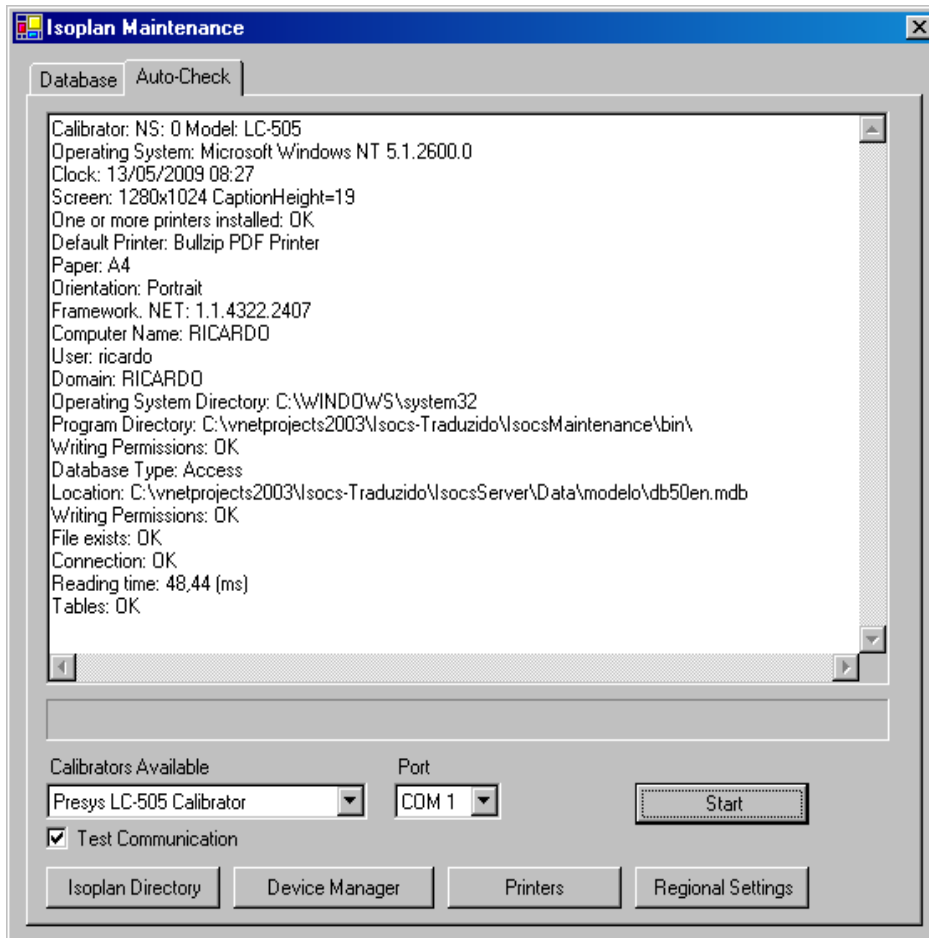 Isoplan Maintenance
Database Auto-Check
Calibrator: NS: 0 Model: LC-505
Operating System: Microsoft Windows NT 5.1.2600.0
Clock: 13/05/2009 08:27
Screen: 1280x1024 CaptionHeight=19
One or more printers installed: OK
Default Printer: Bullzip PDF Printer
Paper: A4
Orientation: Portrait
Framework. NET: 1.1.4322.2407
Computer Name: RICARDO
User: ricardo
Domain: RICARDO
Operating System Directory: C:\WINDOWS\system32
Program Directory: C:\vnetprojects2003\Isocs-Traduzido\IsocsMaintenance\bin\
Writing Permissions: OK
Database Type: Access
Location: C:\vnetprojects2003\Isocs-Traduzido\IsocsServer\Data\modelo\db50en.mdb
Writing Permissions: OK
File exists: OK
Connection: OK
Reading time: 48,44 (ms)
Tables: OK
Calibrators Available Port
Presys LC-505 Calibrator COM 1 Start
Test Communication
Isoplan Directory Device Manager Printers Regional Settings